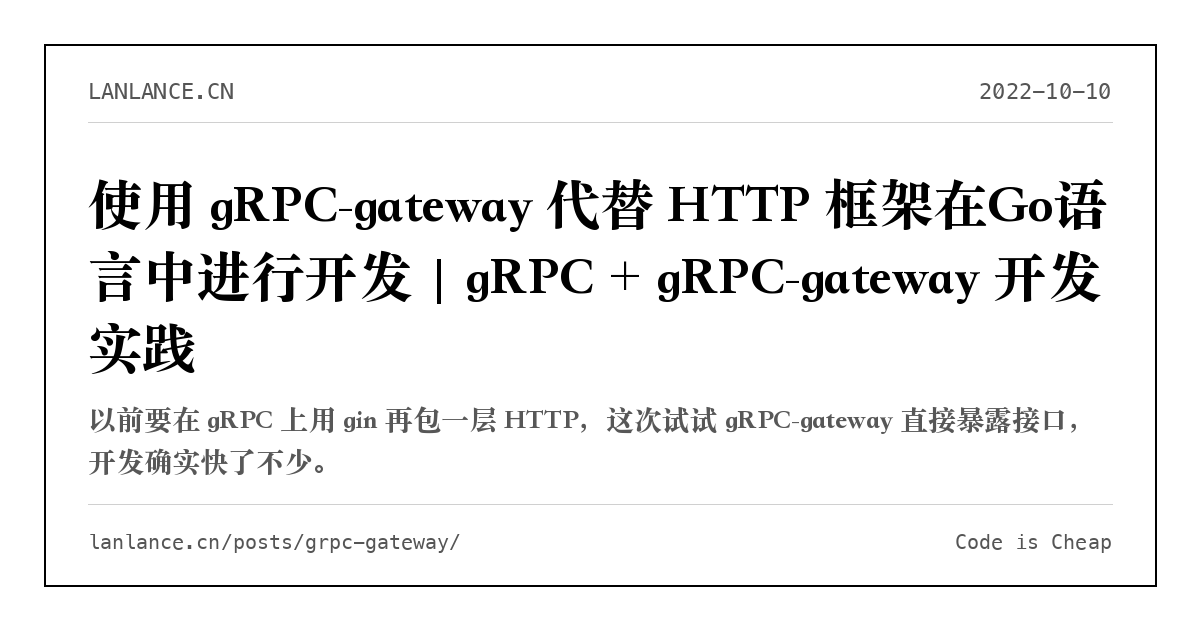 LANLANCE.CN
2022-10-10
使用 gRPC-gateway 代替 HTTP 框架在Go语
言中进行开发 | gRPC + gRPC-gateway 开发
实践
以前要在 gRPC 上用 gin 再包一层 HTTP，这次试试 gRPC-gateway 直接暴露接口，
开发确实快了不少。
lanlance.cn/posts/grpc-gateway/
Code is Cheap